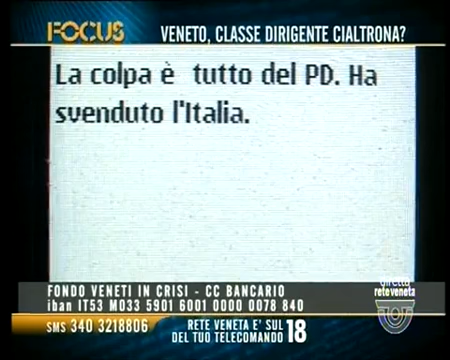 FOCUS
VENETO, CLASSE DIRIGENTE CIALTRONA?
La colpa è tutto del PD. Ha
svenduto l'Italia.
diretta
reteveneta
FONDO VENETI IN CRISI - CC BANCARIO
iban IT53 M033 5901 6001 0000 0078 840
SMS 340 3218806
RETE VENETA E' SUL
DEL TUO TELECOMANDO 18